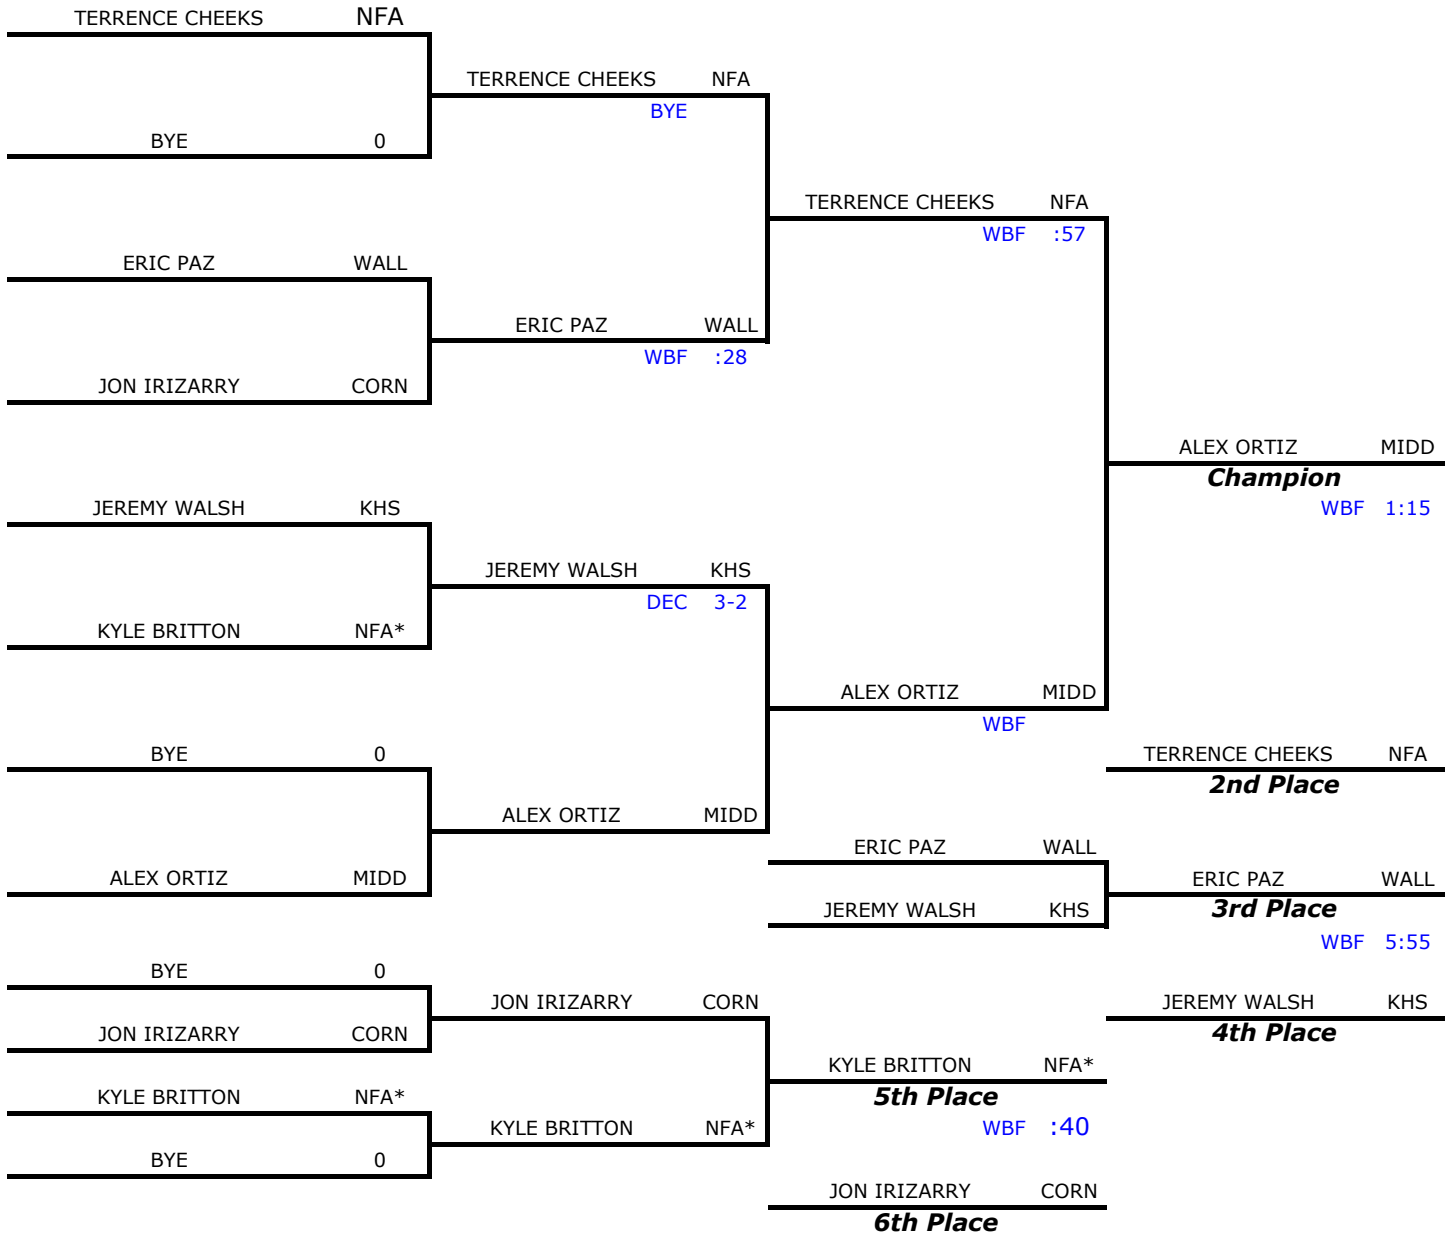 TERRENCE CHEEKS NFA
TERRENCE CHEEKS NFA
BYE
BYE 0
TERRENCE CHEEKS NFA
WBF :57
ERIC PAZ WALL
ERIC PAZ WALL
WBF :28
JON IRIZARRY CORN
ALEX ORTIZ MIDD
Champion
WBF 1:15
JEREMY WALSH KHS
JEREMY WALSH KHS
DEC 3-2
KYLE BRITTON NFA*
ALEX ORTIZ MIDD
WBF
BYE 0
TERRENCE CHEEKS NFA
2nd Place
ALEX ORTIZ MIDD
ERIC PAZ WALL
ALEX ORTIZ MIDD
ERIC PAZ WALL
3rd Place
JEREMY WALSH KHS
WBF 5:55
BYE 0
JON IRIZARRY CORN
JEREMY WALSH KHS
4th Place
JON IRIZARRY CORN
KYLE BRITTON NFA*
5th Place
KYLE BRITTON NFA*
WBF :40
KYLE BRITTON NFA*
BYE 0
JON IRIZARRY CORN
6th Place